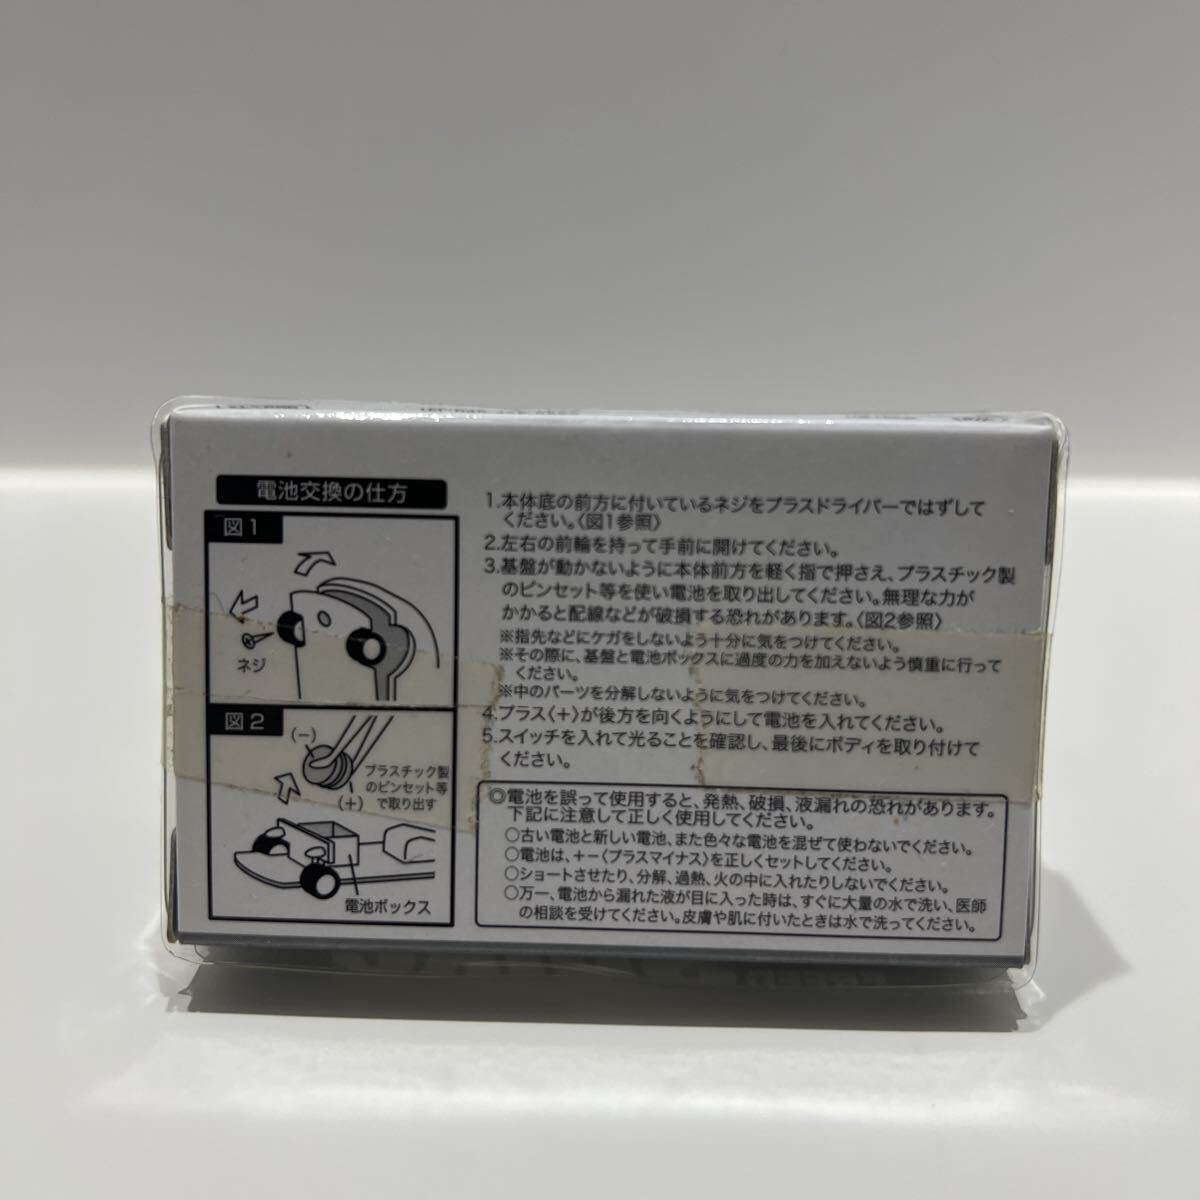 電池交換の仕方
図1
ネジ
図2
(−)
プラスチック製
のピンセット等
で取り出す
(+)
電池ボックス
1.本体底の前方に付いているネジをプラスドライバーではずして
ください。〈図1参照〉
2.左右の前輪を持って手前に開けてください。
3.基盤が動かないように本体前方を軽く指で押さえ、プラスチック製
のピンセット等を使い電池を取り出してください。無理な力が
かかると配線などが破損する恐れがあります。〈図2参照〉
※指先などにケガをしないよう十分に気をつけてください。
※その際に、基盤と電池ボックスに過度の力を加えないよう慎重に行って
ください。
※中のパーツを分解しないように気をつけてください。
4.プラス〈+〉が後方を向くようにして電池を入れてください。
5.スイッチを入れて光ることを確認し、最後にボディを取り付けて
ください。
◎電池を誤って使用すると、発熱、破損、液漏れの恐れがあります。
下記に注意して正しく使用してください。
○古い電池と新しい電池、また色々な電池を混ぜて使わないでください。
○電池は、+−〈プラスマイナス〉を正しくセットしてください。
○ショートさせたり、分解、過熱、火の中に入れたりしないでください。
○万一、電池から漏れた液が目に入った時は、すぐに大量の水で洗い、医師
の相談を受けてください。皮膚や肌に付いたときは水で洗ってください。